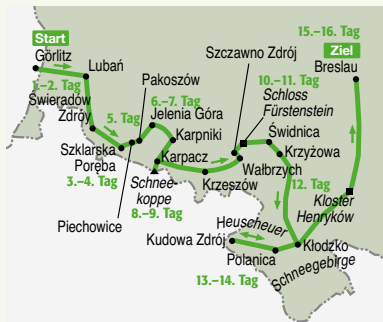 15.–16. Tag
Start
Ziel
Görlitz
Lubań
Szczawno Zdrój
Breslau
Pakoszów
10.–11. Tag
1.–2. Tag
6.–7. Tag
Schloss
Fürstenstein
Świeradów
Zdrój
5. Tag
Jelenia Góra
Świdnica
Karpniki
Krzyżowa
Szklarska
Poręba
Karpacz
Wałbrzych
3.–4. Tag
Schnee-
koppe
Krzeszów
12. Tag
Kloster
Henryków
Piechowice
8.–9. Tag
Heuscheuer
Kudowa Zdrój
Kłodzko
Polanica
Schneegebirge
13.–14. Tag